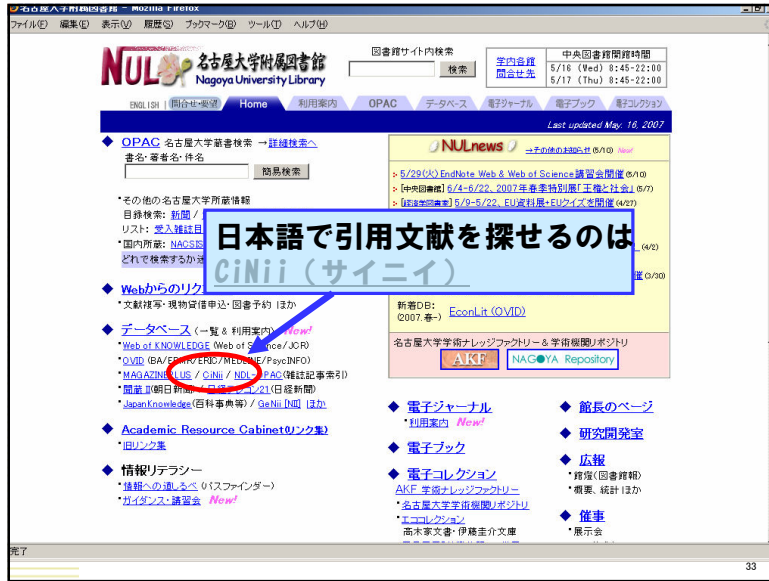 名古屋大学附属図書館 - Mozilla Firefox
ファイル(F) 編集(E) 表示(V) 履歴(S) ブックマーク(B) ツール(T) ヘルプ(H)
NUL 名古屋大学附属図書館
Nagoya University Library
図書館サイト内検索
検索
学内各館
問合せ先
中央図書館開館時間
5/16 (Wed) 8:45-22:00
5/17 (Thu) 8:45-22:00
ENGLISH | 問合せ・要望 Home 利用案内 OPAC データベース 電子ジャーナル 電子ブック 電子コレクション
Last updated May. 16, 2007
◆ OPAC 名古屋大学蔵書検索 →詳細検索へ
書名・著者名・件名
簡易検索
・その他の名古屋大学所蔵情報
目録検索: 新聞 /
リスト: 受入雑誌目
・国内所蔵: NACSIS
どれで検索するか迷
NULnews →その他のお知らせ (5/10) New!
> 5/29(火) EndNote Web & Web of Science講習会開催 (5/10)
> [中央図書館] 6/4-6/22、2007年春季特別展「王権と社会」 (5/7)
> [経済学図書室] 5/9-5/22、EU資料展+EUクイズを開催 (4/27)
(4/2)
催 (3/30)
日本語で引用文献を探せるのは
CiNii (サイニイ)
◆ Webからのリク
・文献複写・現物貸借申込・図書予約 ほか
新着DB:
(2007.春-) EconLit (OVID)
◆ データベース (一覧 & 利用案内) New!
・Web of KNOWLEDGE (Web of Science/JCR)
・OVID (BA/EBMR/ERIC/MEDLINE/PsycINFO)
・MAGAZINEPLUS / CiNii / NDL-OPAC(雑誌記事索引)
・聞蔵 II(朝日新聞) / 日経テレコン21(日経新聞)
・JapanKnowledge(百科事典等) / GeNii [NII] ほか
名古屋大学学術ナレッジファクトリー & 学術機関リポジトリ
AKF NAGOYA Repository
◆ Academic Resource Cabinet(リンク集)
・旧リンク集
◆ 情報リテラシー
・情報への道しるべ (パスファインダー)
・ガイダンス・講習会 New!
◆ 電子ジャーナル
・利用案内 New!
◆ 電子ブック
◆ 電子コレクション
AKF 学術ナレッジファクトリー
・名古屋大学学術機関リポジトリ
・エココレクション
高木家文書・伊藤圭介文庫
◆ 館長のページ
◆ 研究開発室
◆ 広報
・館燈(図書館報)
・概要、統計 ほか
◆ 催事
・展示会
完了
33